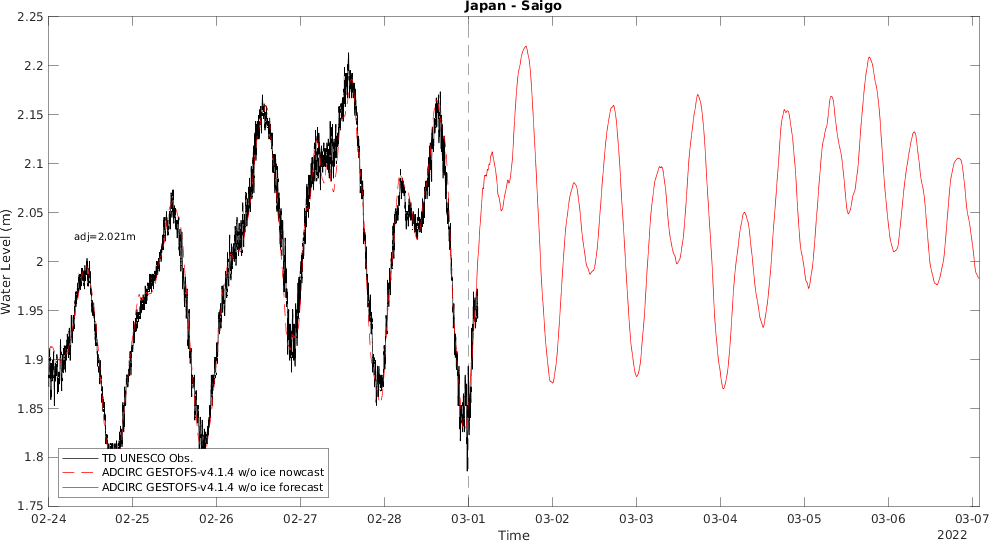 Japan - Saigo
2.25
2.2
2.15
2.1
2.05
2
1.95
1.9
1.85
1.8
1.75
Water Level (m)
adj=2.021m
TD UNESCO Obs.
ADCIRC GESTOFS-v4.1.4 w/o ice nowcast
ADCIRC GESTOFS-v4.1.4 w/o ice forecast
02-24 02-25 02-26 02-27 02-28 03-01 03-02 03-03 03-04 03-05 03-06 03-07
Time
2022